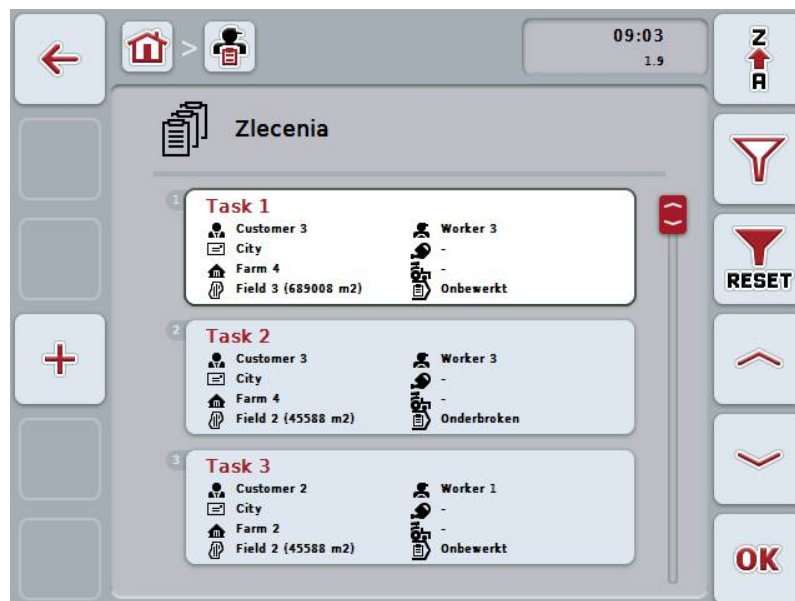 09:03
1.9
Z
A
Zlecenia
1
Task 1
Customer 3
Worker 3
City
-
Farm 4
-
Field 3 (689008 m2)
Onbewerkt
RESET
2
Task 2
Customer 3
Worker 3
City
-
Farm 4
-
Field 2 (45588 m2)
Onderbroken
3
Task 3
Customer 2
Worker 1
City
-
Farm 2
-
Field 2 (45588 m2)
Onbewerkt
OK